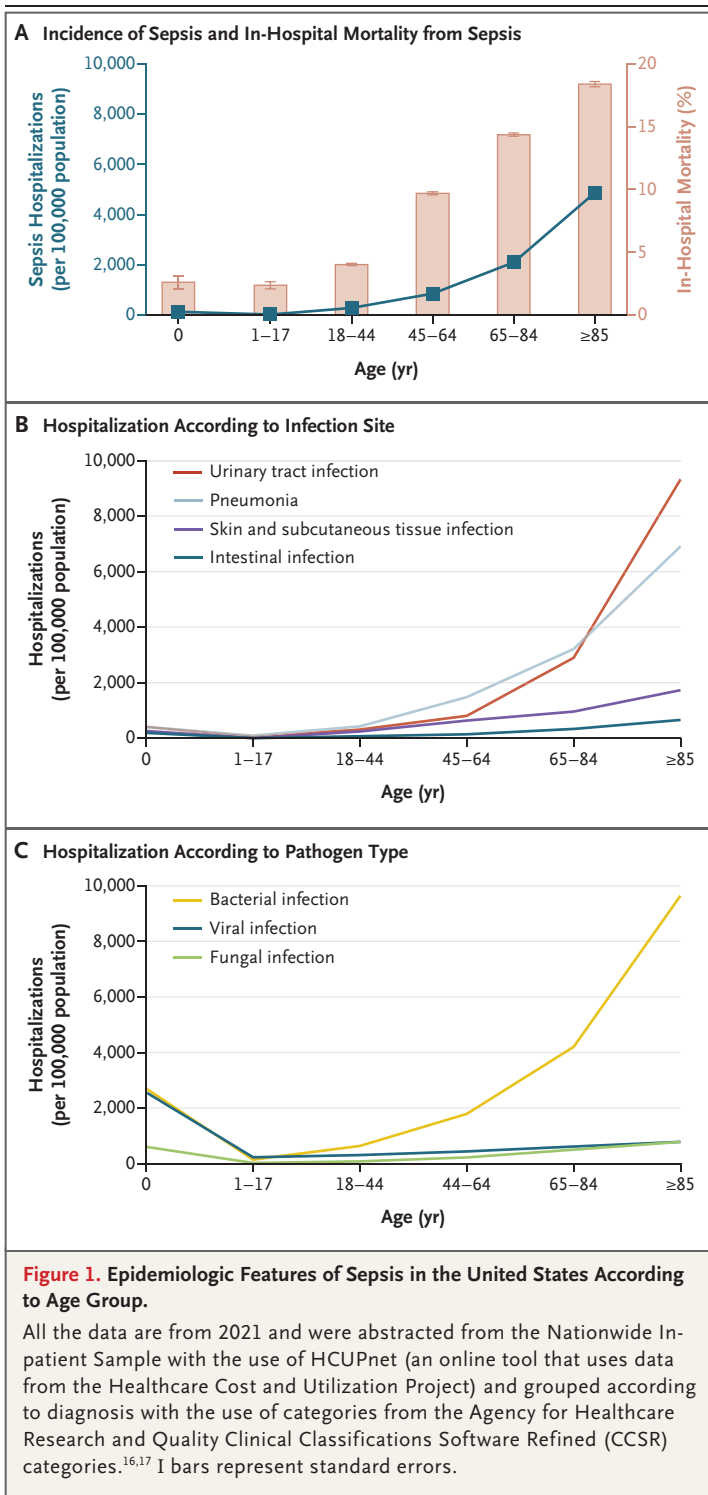 A Incidence of Sepsis and In-Hospital Mortality from Sepsis
Sepsis Hospitalizations
(per 100,000 population)
10,000
8,000
6,000
4,000
2,000
0
20
15
10
5
0
In-Hospital Mortality (%)
0 1–17 18–44 45–64 65–84 ≥85
Age (yr)
B Hospitalization According to Infection Site
Hospitalizations
(per 100,000 population)
10,000
8,000
6,000
4,000
2,000
0
Urinary tract infection
Pneumonia
Skin and subcutaneous tissue infection
Intestinal infection
0 1–17 18–44 45–64 65–84 ≥85
Age (yr)
C Hospitalization According to Pathogen Type
Hospitalizations
(per 100,000 population)
10,000
8,000
6,000
4,000
2,000
0
Bacterial infection
Viral infection
Fungal infection
0 1–17 18–44 44–64 65–84 ≥85
Age (yr)
Figure 1. Epidemiologic Features of Sepsis in the United States According
to Age Group.
All the data are from 2021 and were abstracted from the Nationwide In-
patient Sample with the use of HCUPnet (an online tool that uses data
from the Healthcare Cost and Utilization Project) and grouped according
to diagnosis with the use of categories from the Agency for Healthcare
Research and Quality Clinical Classifications Software Refined (CCSR)
categories.16,17 I bars represent standard errors.